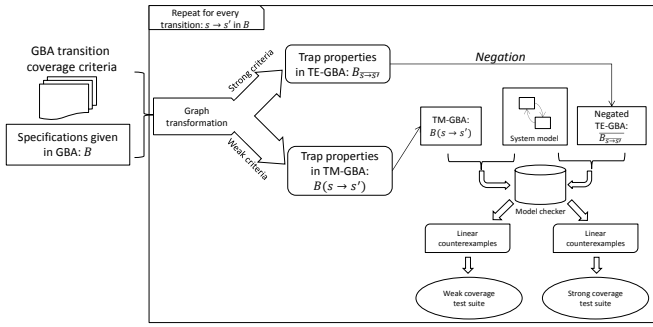 Repeat for every
transition: s → s′ in B
GBA transition
coverage criteria
Specifications given
in GBA: B
Graph
transformation
Strong criteria
Weak criteria
Trap properties
in TE-GBA: B_{s→s′}
Negation
Trap properties
in TM-GBA:
B(s → s′)
TM-GBA:
B(s → s′)
System model
Negated
TE-GBA:
\overline{B_{s→s′}}
Model checker
Linear
counterexamples
Linear
counterexamples
Weak coverage
test suite
Strong coverage
test suite